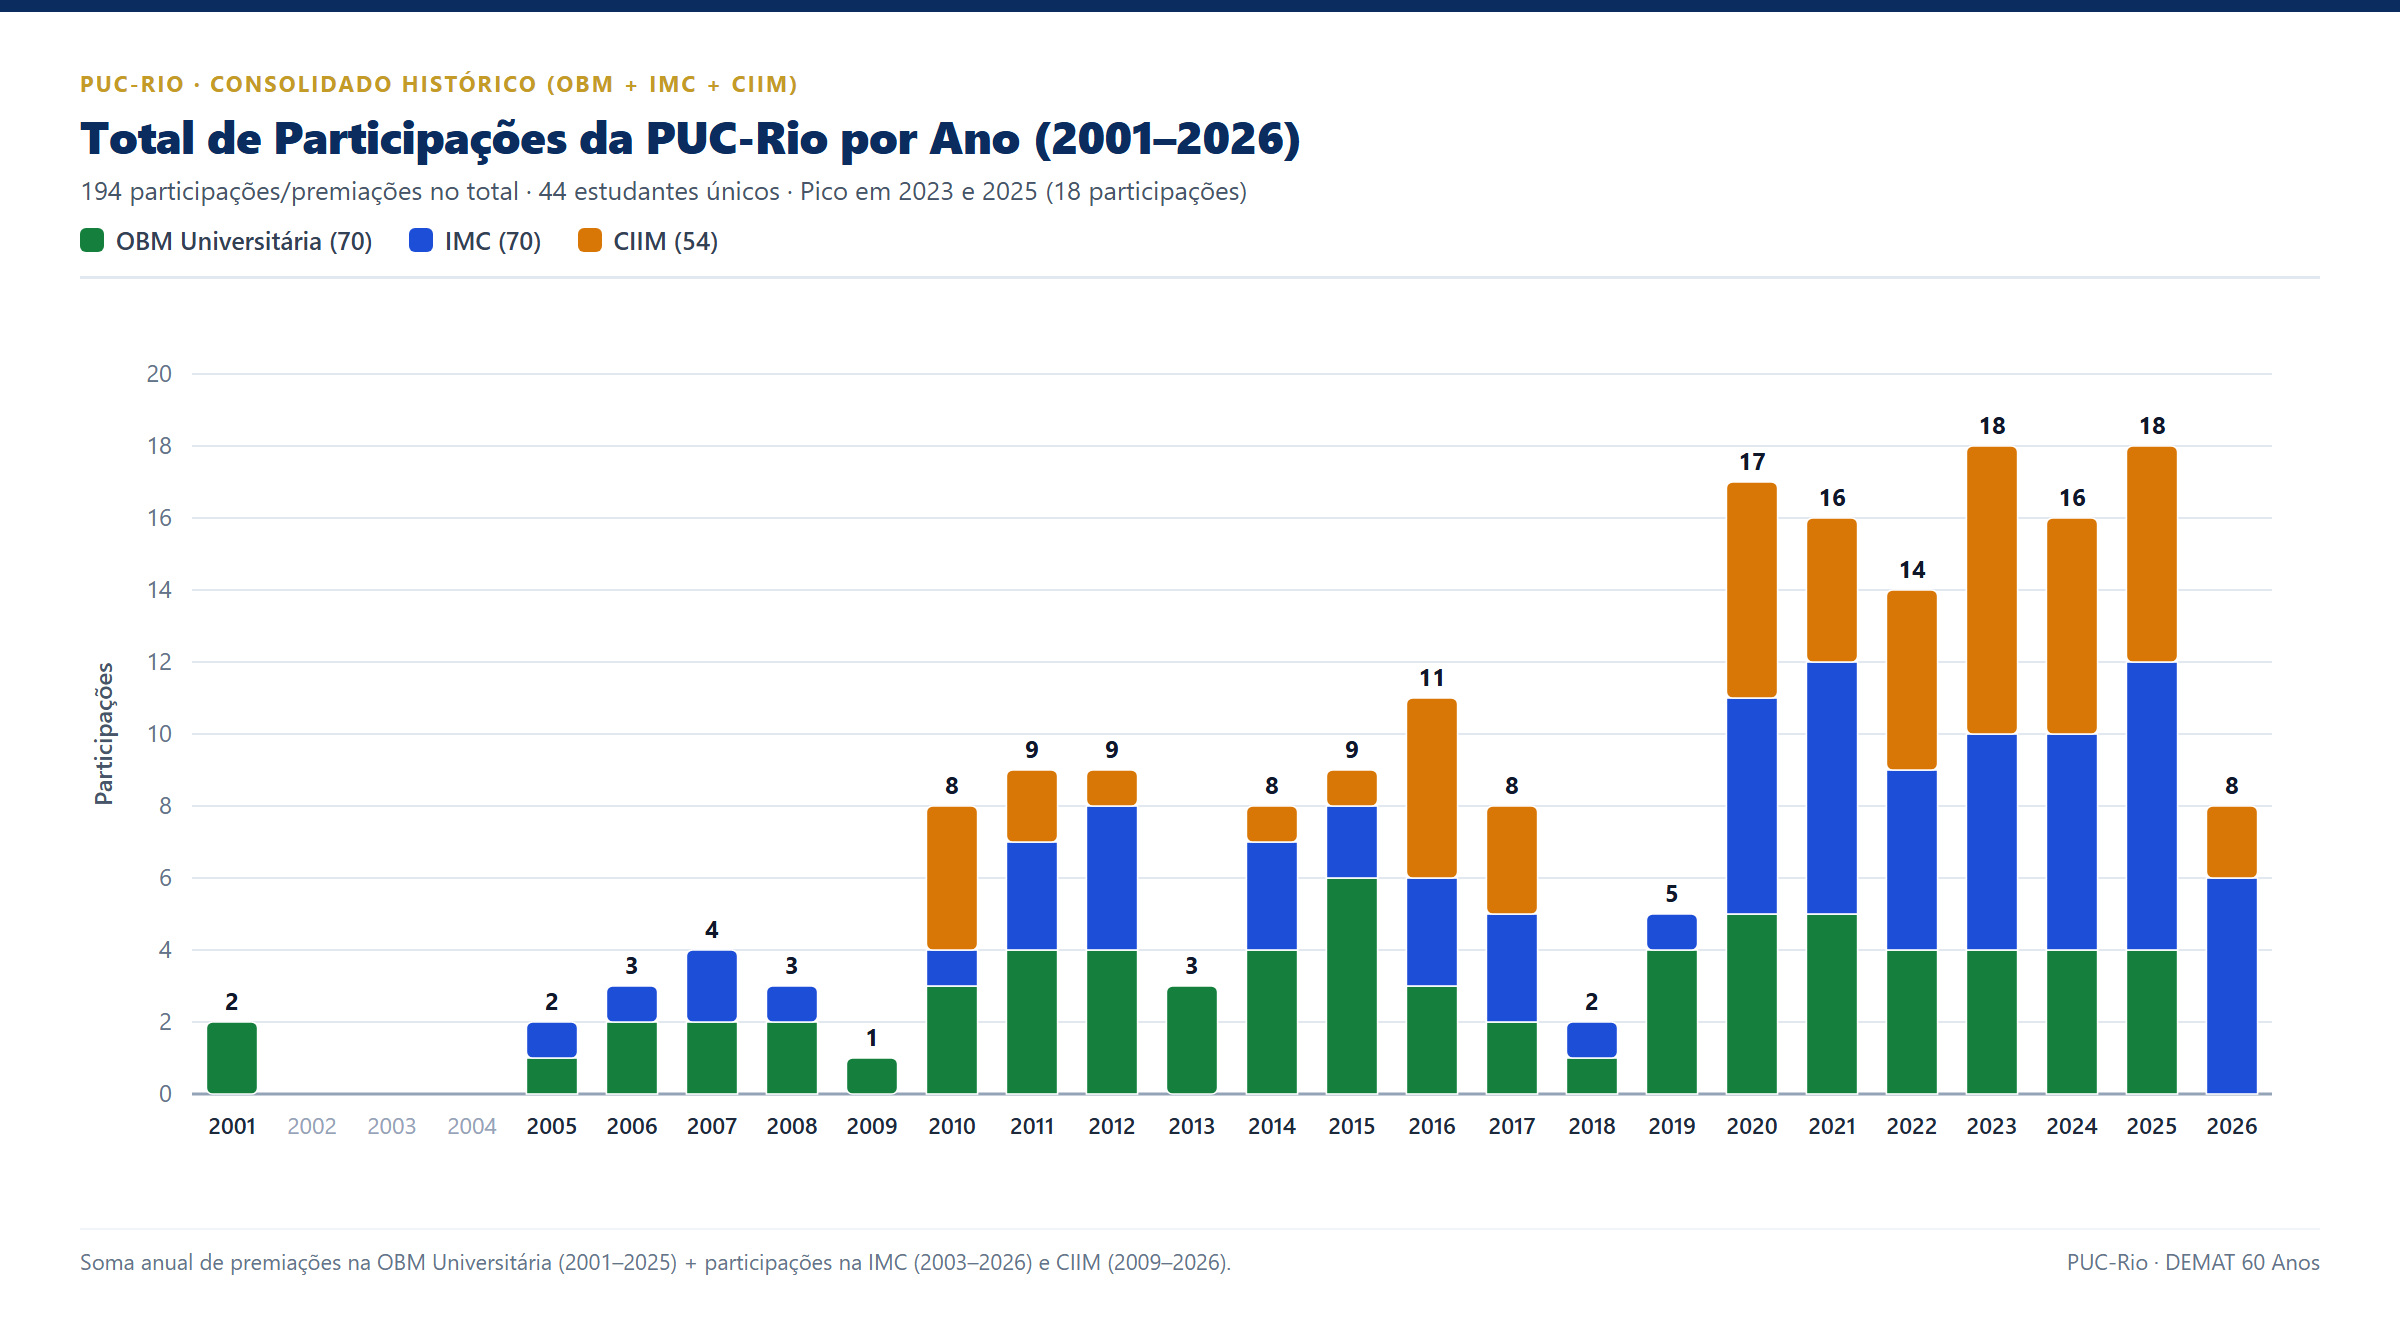 PUC-RIO · CONSOLIDADO HISTÓRICO (OBM + IMC + CIIM)
Total de Participações da PUC-Rio por Ano (2001–2026)
194 participações/premiações no total · 44 estudantes únicos · Pico em 2023 e 2025 (18 participações)
OBM Universitária (70) IMC (70) CIIM (54)
Participações
20
18
16
14
12
10
8
6
4
2
0
2 2 3 4 3 1 8 9 9 3 8 9 11 8 2 5 17 16 14 18 16 18 8
2001 2002 2003 2004 2005 2006 2007 2008 2009 2010 2011 2012 2013 2014 2015 2016 2017 2018 2019 2020 2021 2022 2023 2024 2025 2026
Soma anual de premiações na OBM Universitária (2001–2025) + participações na IMC (2003–2026) e CIIM (2009–2026).
PUC-Rio · DEMAT 60 Anos